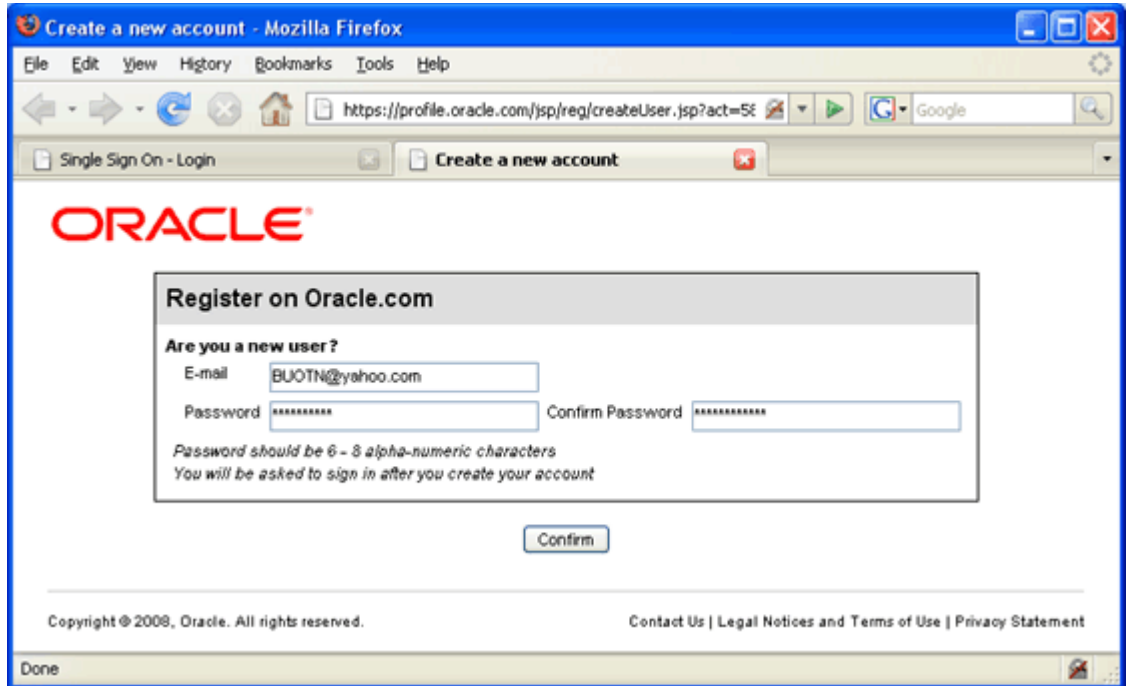 Create a new account - Mozilla Firefox
File Edit View History Bookmarks Tools Help
https://profile.oracle.com/jsp/reg/createUser.jsp?act=58 Google
Single Sign On - Login Create a new account
ORACLE
Register on Oracle.com
Are you a new user?
E-mail BUOTN@yahoo.com
Password ********** Confirm Password ************
Password should be 6 - 8 alpha-numeric characters
You will be asked to sign in after you create your account
Confirm
Copyright © 2008, Oracle. All rights reserved. Contact Us | Legal Notices and Terms of Use | Privacy Statement
Done